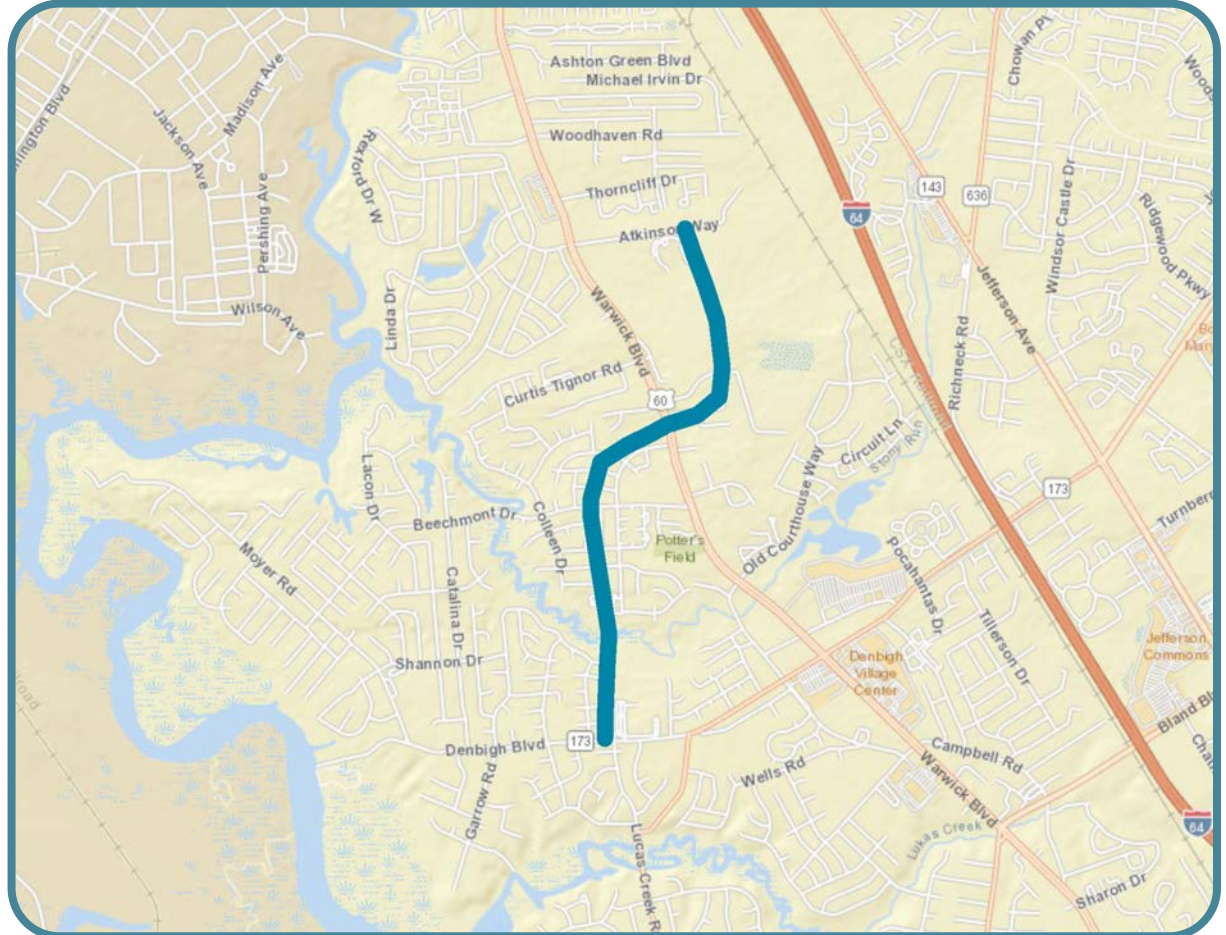 Ashton Green Blvd
Michael Irvin Dr
Chowan Pl
Madison Ave
Jackson Ave
Woodhaven Rd
Rexford Dr W
Thorncliff Dr
143
636
64
Windsor Castle Dr
Ridgewood Pkwy
Pershing Ave
Atkinson Way
Wilson Ave
Linda Dr
Warwick Blvd
Jefferson Ave
Richneck Rd
Curtis Tignor Rd
60
CSX Railroad
Circuit Ln
Stony Run
Lacon Dr
173
Beechmont Dr
Colleen Dr
Old Courthouse Way
Potter's
Field
Moyer Rd
Catalina Dr
Pocahantas Dr
Tillerson Dr
Shannon Dr
Denbigh
Village
Center
Jefferson
Commons
173
Denbigh Blvd
Garrow Rd
Wells Rd
Campbell Rd
Warwick Blvd
64
Lukas Creek
Lucas Creek R
Sharon Dr